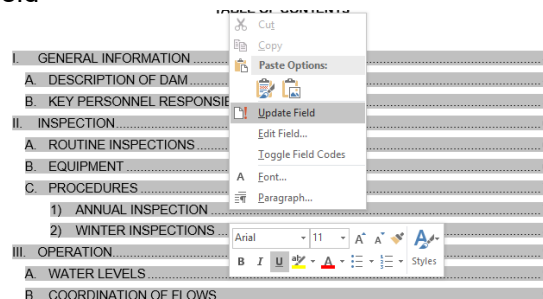 TABLE OF CONTENTS
Cut
Copy
Paste Options:
Update Field
Edit Field...
Toggle Field Codes
A Font...
Paragraph...
I. GENERAL INFORMATION
A. DESCRIPTION OF DAM
B. KEY PERSONNEL RESPONSIE
II. INSPECTION
A. ROUTINE INSPECTIONS
B. EQUIPMENT
C. PROCEDURES
1) ANNUAL INSPECTION
2) WINTER INSPECTIONS
Arial 11 A A A
B I U aby A Styles
III. OPERATION
A. WATER LEVELS
B. COORDINATION OF FLOWS